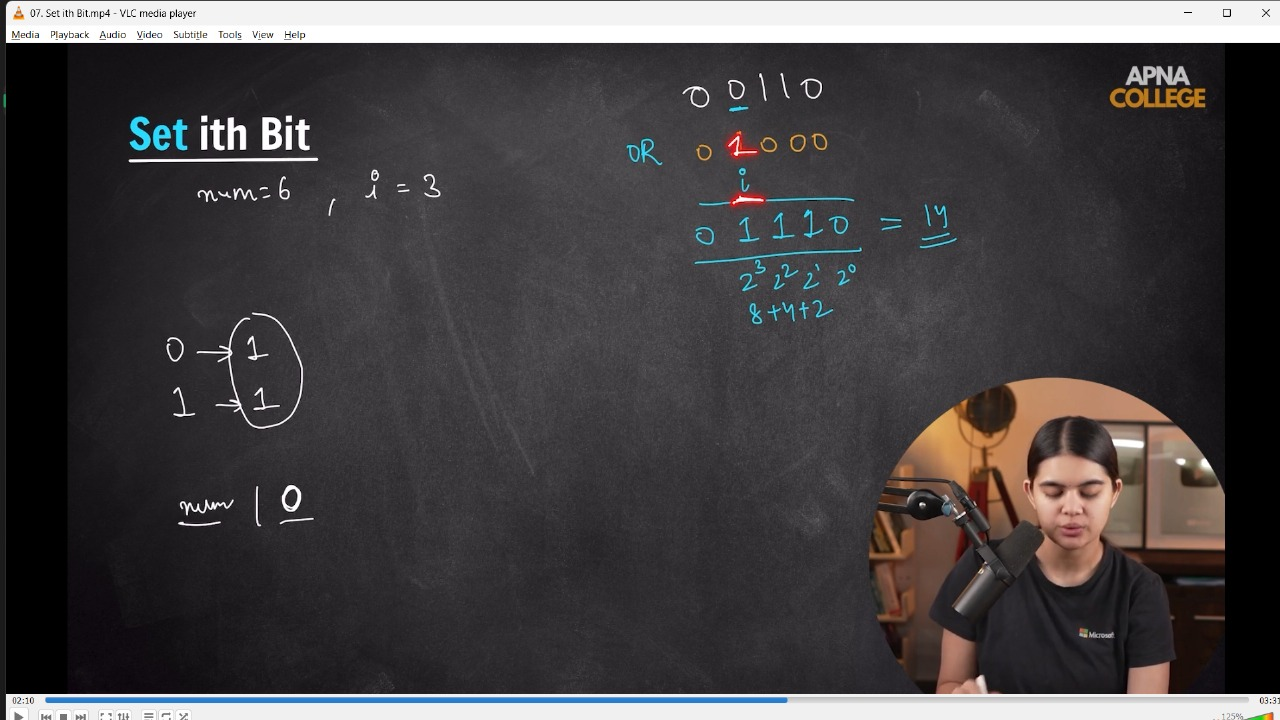 07. Set ith Bit.mp4 - VLC media player
Media Playback Audio Video Subtitle Tools View Help
APNA
COLLEGE
Set ith Bit
num=6 , i = 3
0 0 1 1 0
OR 0 1 0 0 0
i
0 1 1 1 0 = 14
2³ 2² 2¹ 2⁰
8+4+2
0 → 1
1 → 1
num | 0
Microsoft
02:10
03:31
125%